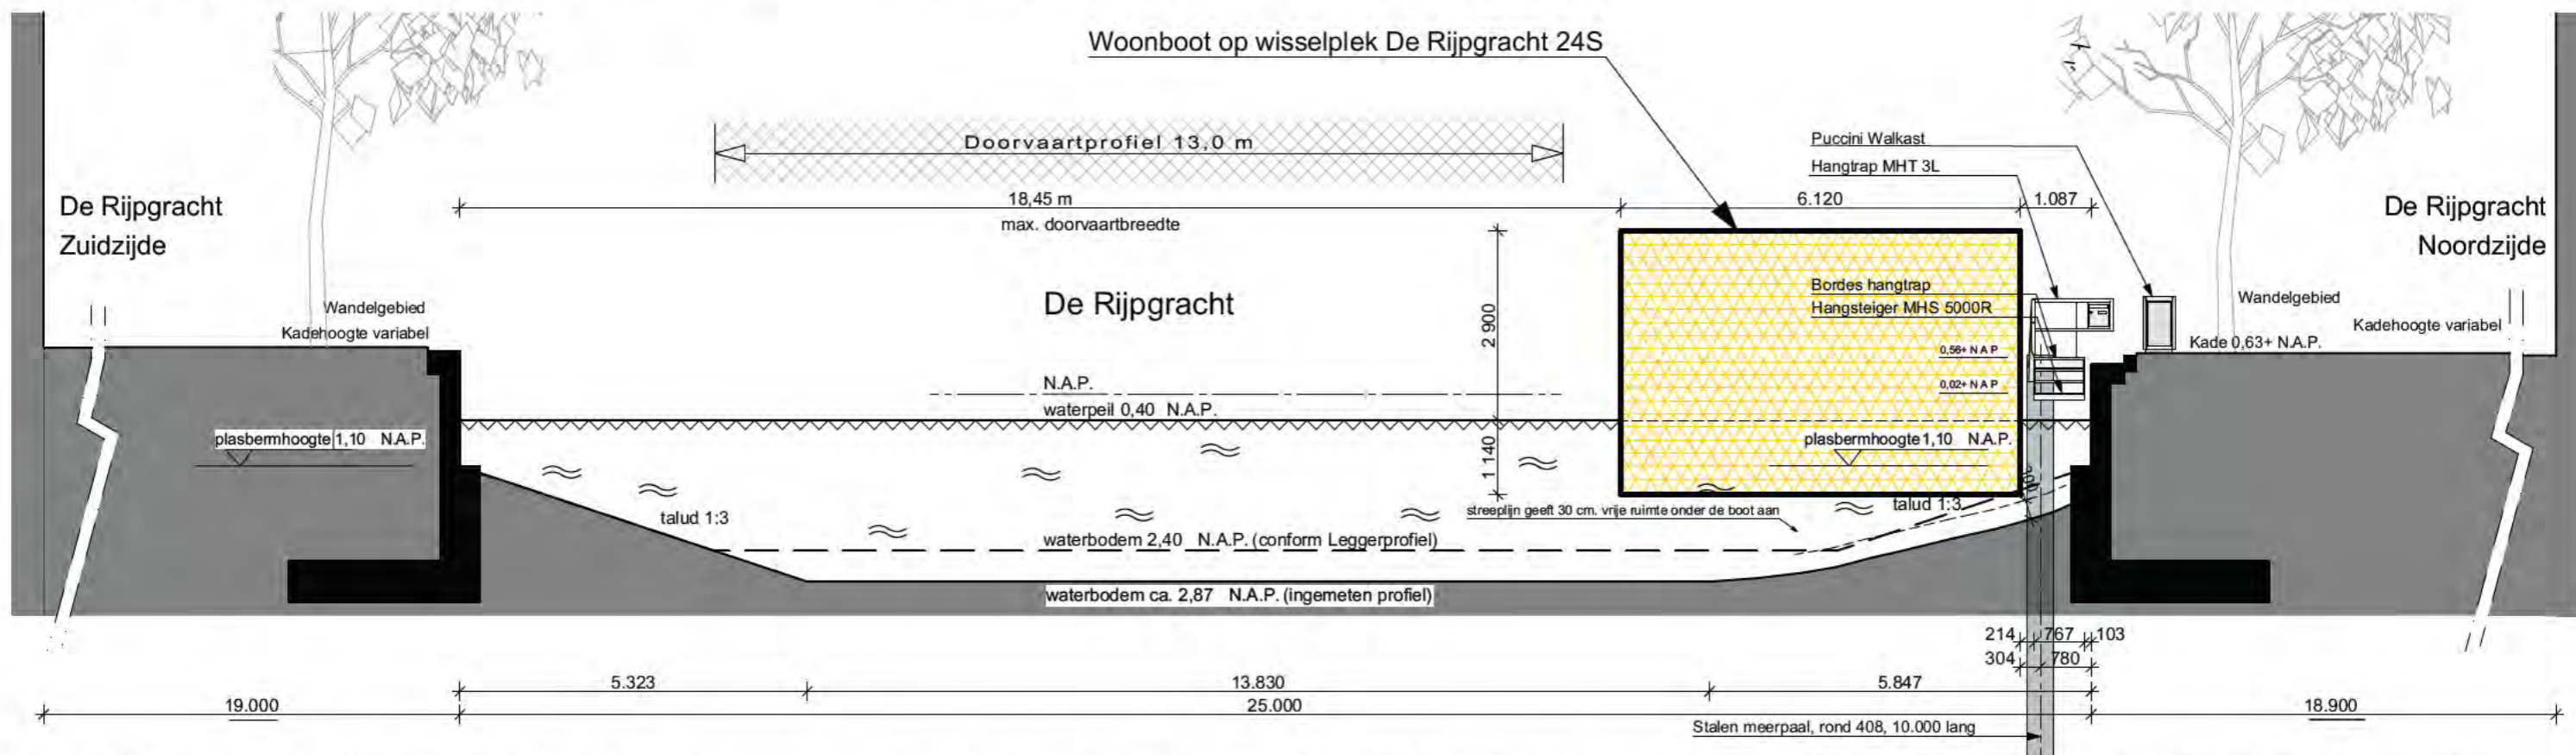 Woonboot op wisselplek De Rijpgracht 24S
Doorvaartprofiel 13,0 m
Puccini Walkast
Hangtrap MHT 3L
De Rijpgracht
Zuidzijde
18,45 m
max. doorvaartbreedte
6.120
1.087
De Rijpgracht
Noordzijde
Wandelgebied
Kadehoogte variabel
De Rijpgracht
2 900
Bordes hangtrap
Hangsteiger MHS 5000R
0,56+ N A P
0,02+ N A P
Wandelgebied
Kadehoogte variabel
Kade 0,63+ N.A.P.
N.A.P.
waterpeil 0,40 N.A.P.
plasbermhoogte 1,10 N.A.P.
1 140
plasbermhoogte 1,10 N.A.P.
talud 1:3
streeplijn geeft 30 cm. vrije ruimte onder de boot aan
talud 1:3
waterbodem 2,40 N.A.P. (conform Leggerprofiel)
waterbodem ca. 2,87 N.A.P. (ingemeten profiel)
214 767 103
304 780
5.323
13.830
5.847
19.000
25.000
18.900
Stalen meerpaal, rond 408, 10.000 lang